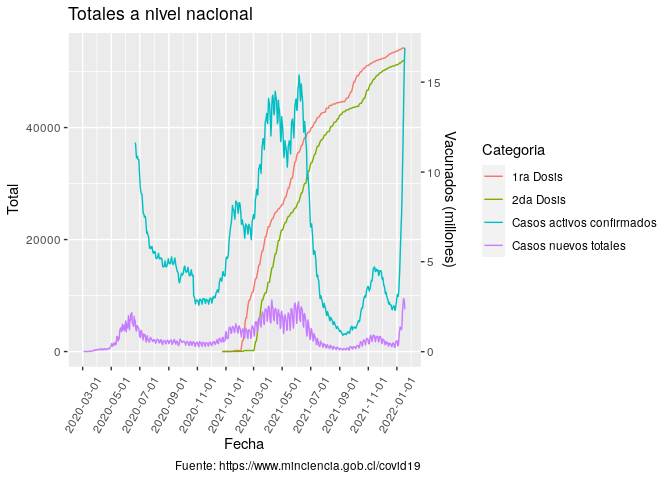 Totales a nivel nacional
Total
40000
20000
0
15
10
5
0
Vacunados (millones)
2020-03-01
2020-05-01
2020-07-01
2020-09-01
2020-11-01
2021-01-01
2021-03-01
2021-05-01
2021-07-01
2021-09-01
2021-11-01
2022-01-01
Fecha
Fuente: https://www.minciencia.gob.cl/covid19
Categoria
1ra Dosis
2da Dosis
Casos activos confirmados
Casos nuevos totales